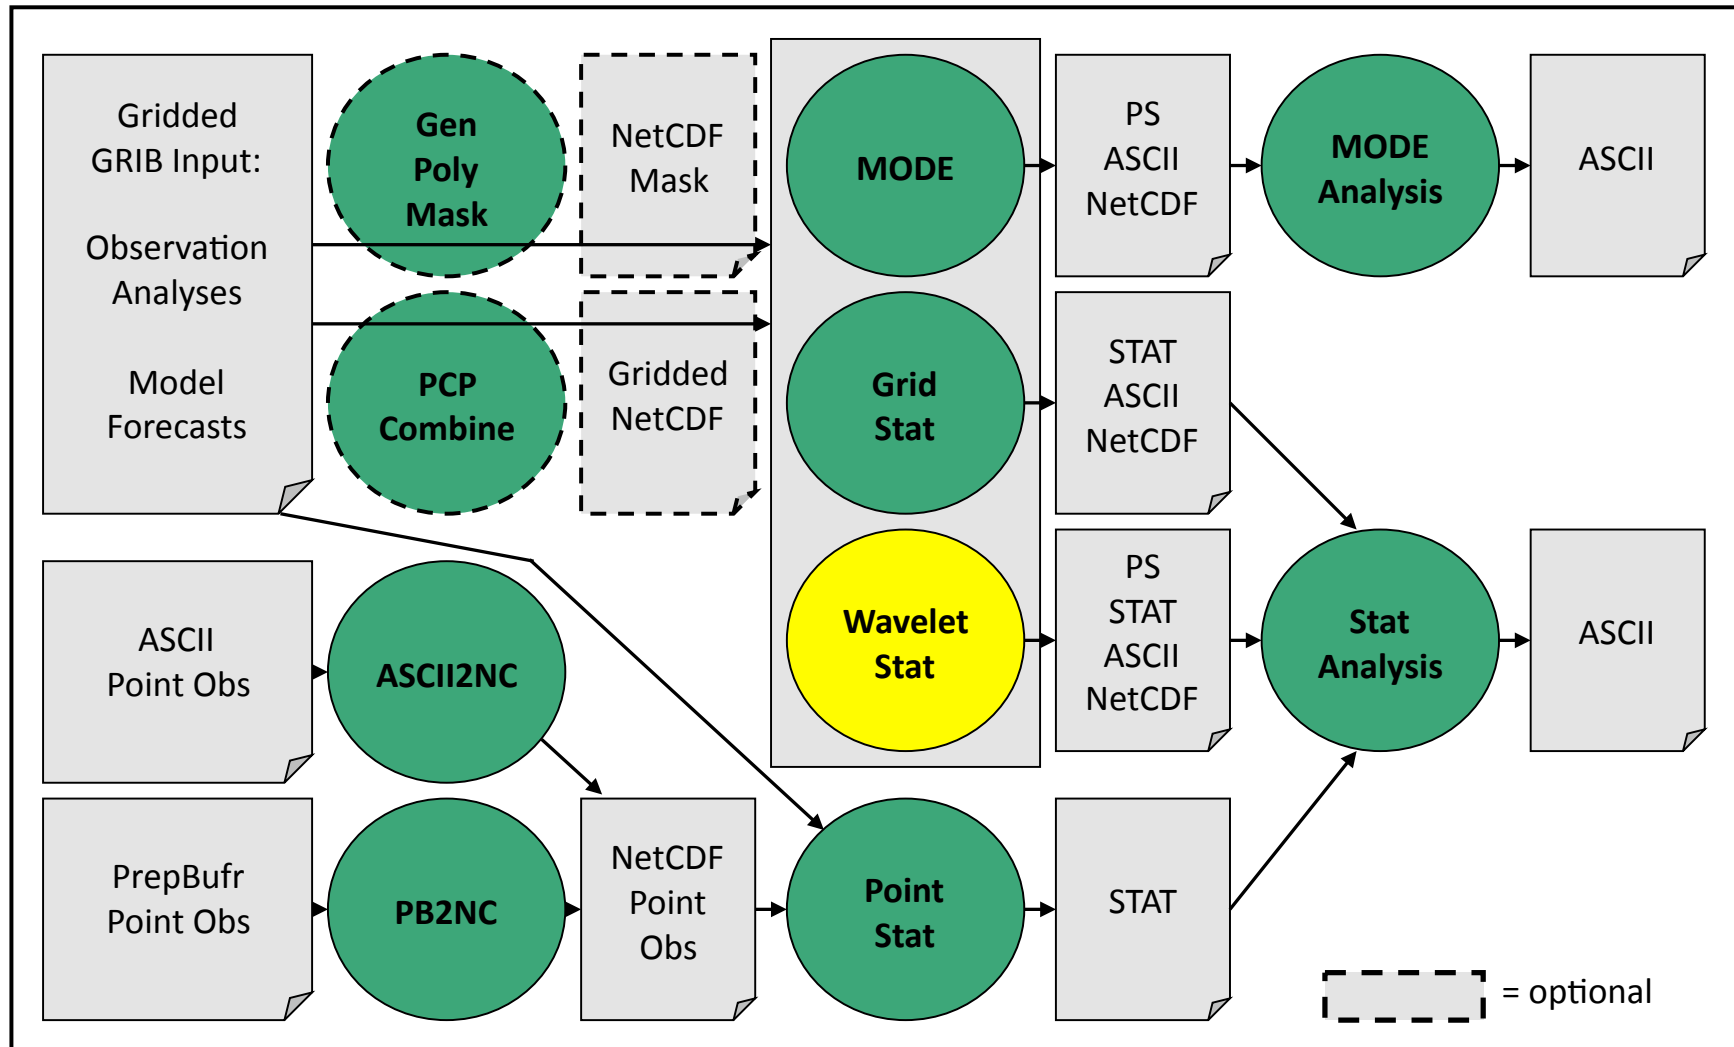 Gridded
GRIB Input:
Observation
Analyses
Model
Forecasts
Gen
Poly
Mask
NetCDF
Mask
PCP
Combine
Gridded
NetCDF
MODE
PS
ASCII
NetCDF
MODE
Analysis
ASCII
Grid
Stat
STAT
ASCII
NetCDF
Wavelet
Stat
PS
STAT
ASCII
NetCDF
Stat
Analysis
ASCII
ASCII
Point Obs
ASCII2NC
PrepBufr
Point Obs
PB2NC
NetCDF
Point
Obs
Point
Stat
STAT
= optional